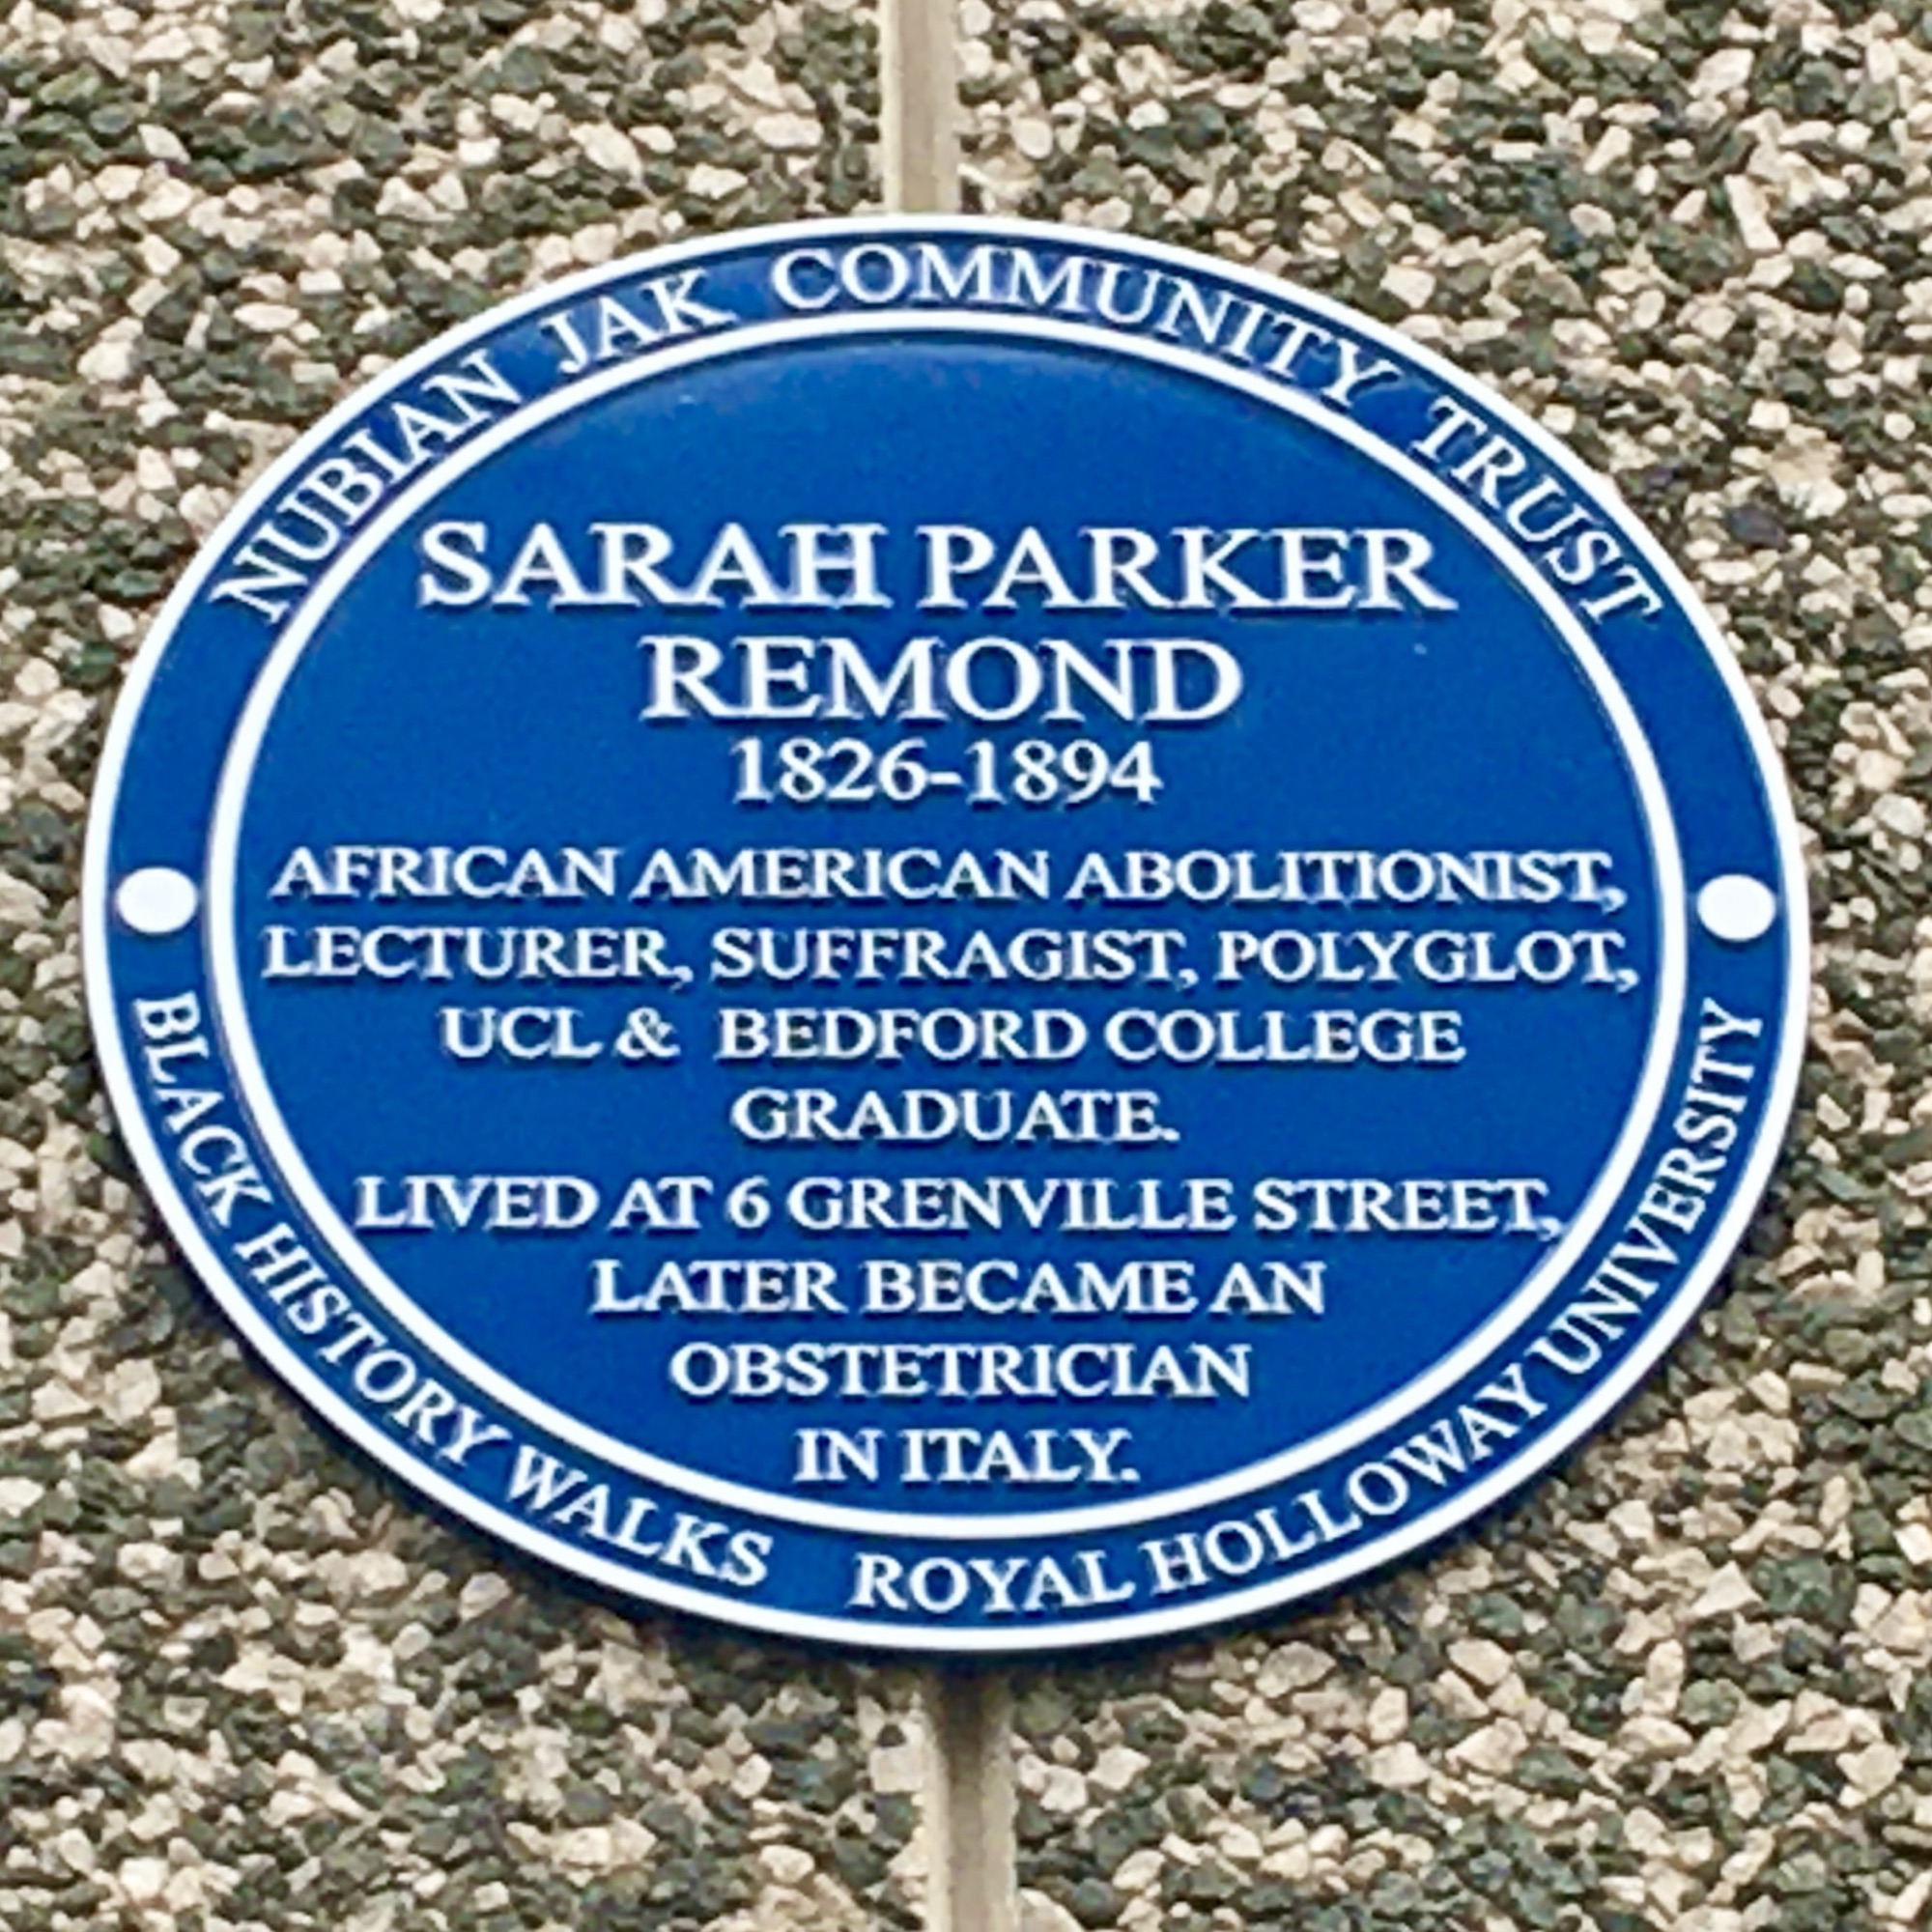 NUBIAN JAK COMMUNITY TRUST
SARAH PARKER
REMOND
1826-1894
AFRICAN AMERICAN ABOLITIONIST,
LECTURER, SUFFRAGIST, POLYGLOT,
UCL & BEDFORD COLLEGE
GRADUATE.
LIVED AT 6 GRENVILLE STREET,
LATER BECAME AN
OBSTETRICIAN
IN ITALY.
BLACK HISTORY WALKS ROYAL HOLLOWAY UNIVERSITY